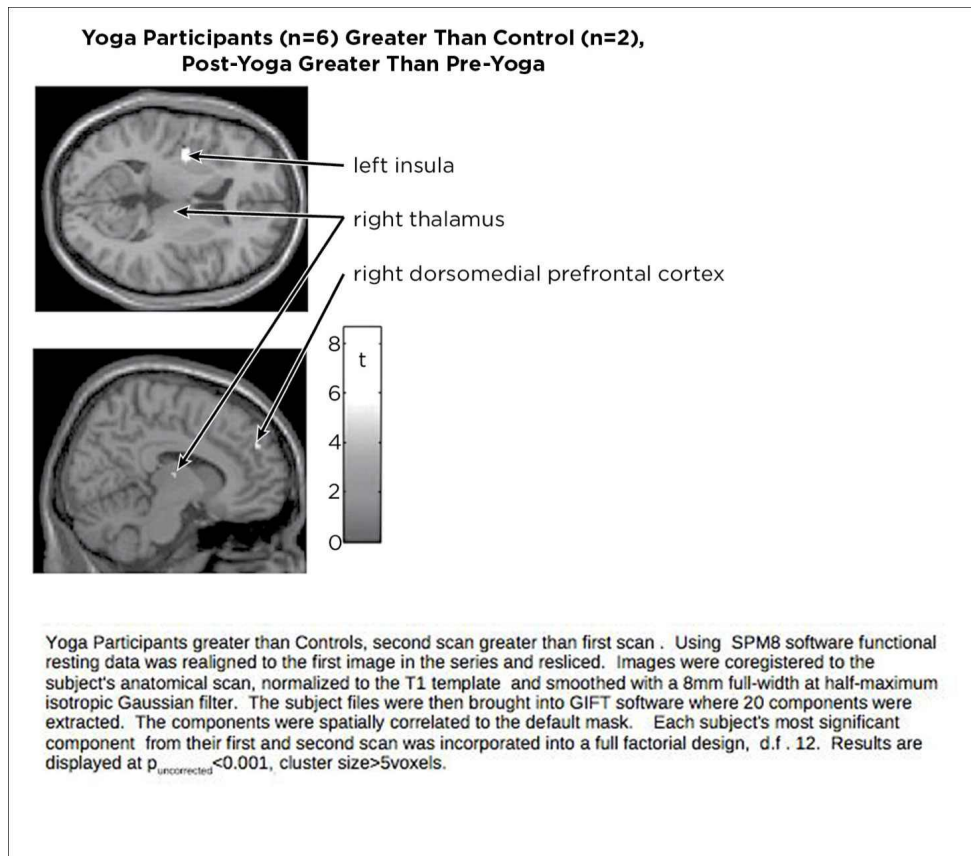 Yoga Participants (n=6) Greater Than Control (n=2),
Post-Yoga Greater Than Pre-Yoga
left insula
right thalamus
right dorsomedial prefrontal cortex
8
t
6
4
2
0
Yoga Participants greater than Controls, second scan greater than first scan . Using SPM8 software functional
resting data was realigned to the first image in the series and resliced. Images were coregistered to the
subject's anatomical scan, normalized to the T1 template and smoothed with a 8mm full-width at half-maximum
isotropic Gaussian filter. The subject files were then brought into GIFT software where 20 components were
extracted. The components were spatially correlated to the default mask. Each subject's most significant
component from their first and second scan was incorporated into a full factorial design, d.f . 12. Results are
displayed at p uncorrected<0.001, cluster size>5voxels.